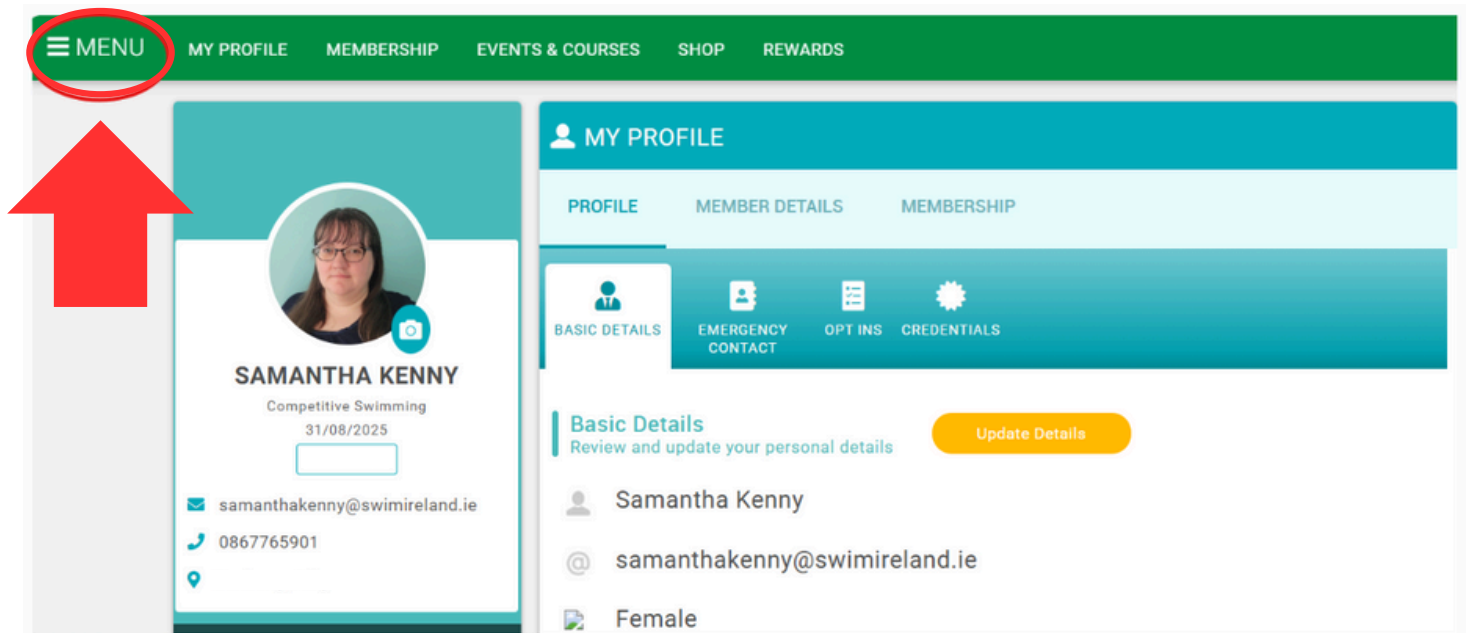 MENU MY PROFILE MEMBERSHIP EVENTS & COURSES SHOP REWARDS
SAMANTHA KENNY
Competitive Swimming
31/08/2025
samanthakenny@swimireland.ie
0867765901
MY PROFILE
PROFILE MEMBER DETAILS MEMBERSHIP
BASIC DETAILS EMERGENCY CONTACT OPT INS CREDENTIALS
Basic Details
Review and update your personal details
Update Details
Samantha Kenny
@ samanthakenny@swimireland.ie
Female